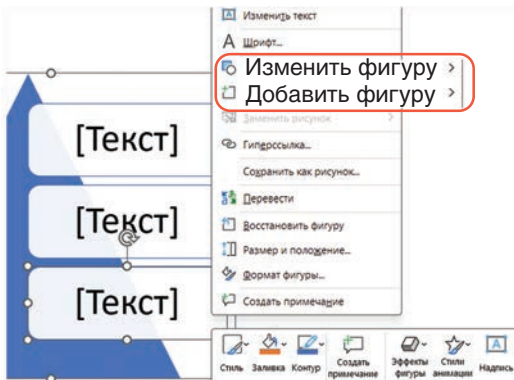 Изменить текст
Шрифт...
Изменить фигуру
Добавить фигуру
Заменить рисунок
Гиперссылка...
Сохранить как рисунок...
Перевести
Восстановить фигуру
Размер и положение...
Формат фигуры...
Создать примечание
[Текст]
[Текст]
[Текст]
Стиль Заливка Контур Создать примечание Эффекты фигуры Стили анимации Надпись